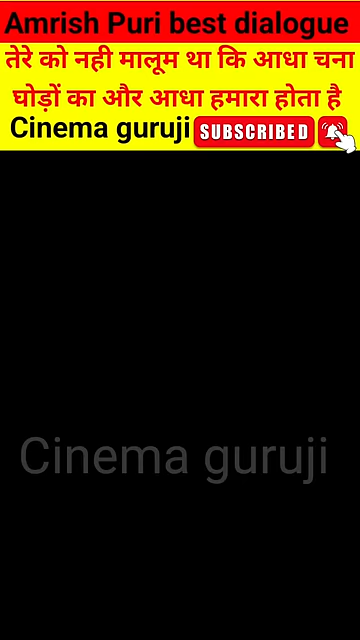 Amrish Puri best dialogue
तेरे को नही मालूम था कि आधा चना
घोड़ों का और आधा हमारा होता है
Cinema guruji SUBSCRIBED
Cinema guruji